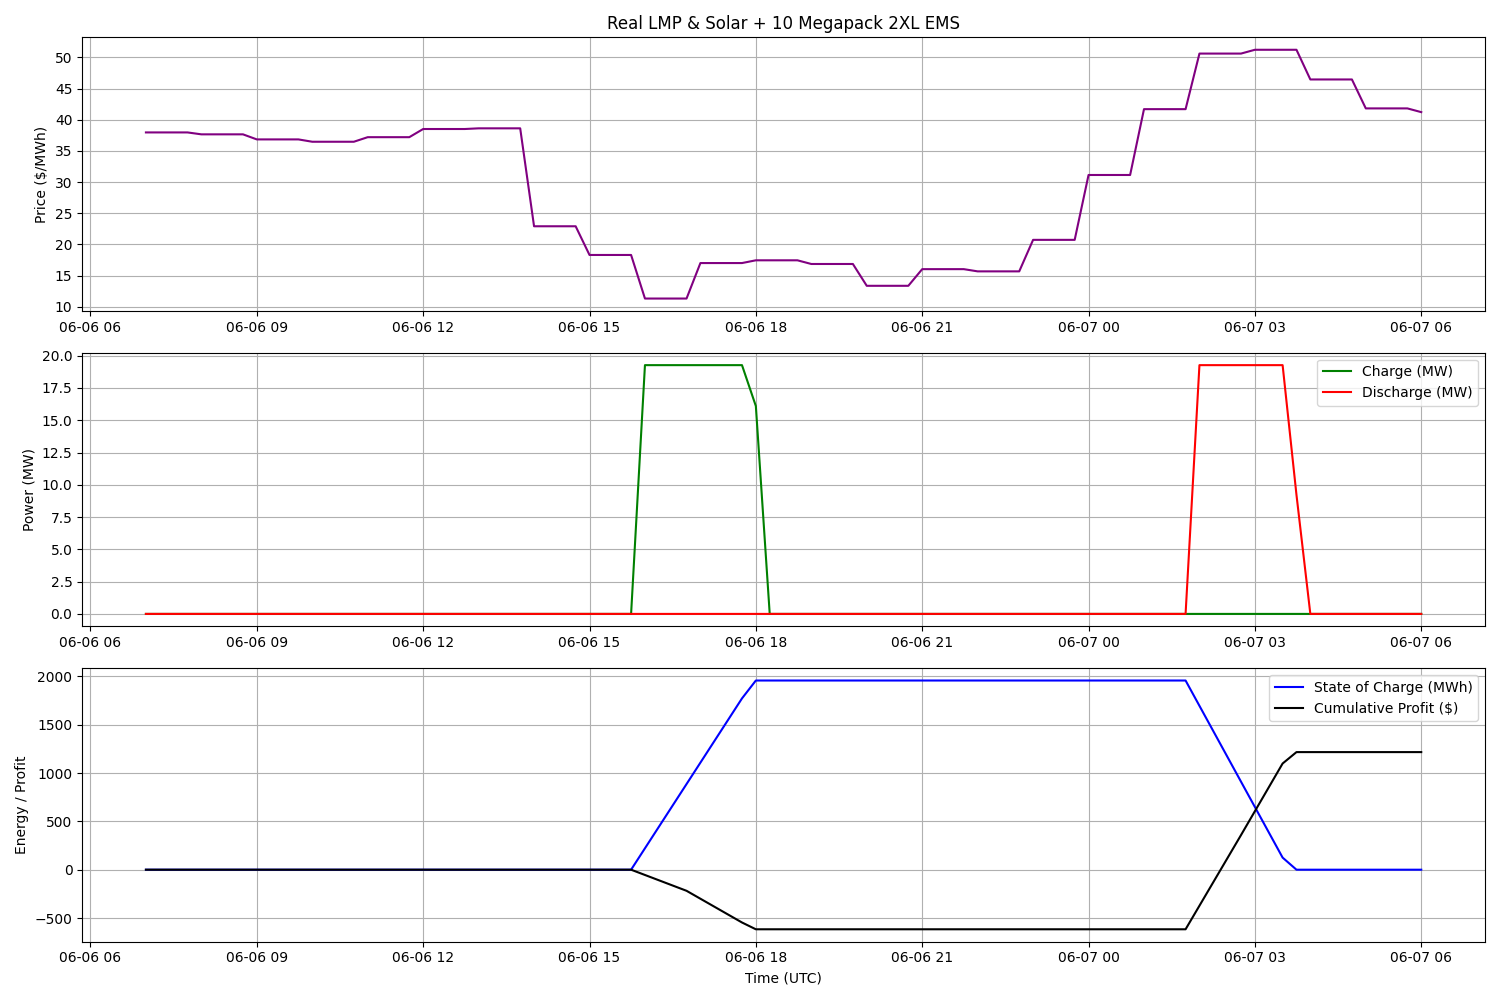 Real LMP & Solar + 10 Megapack 2XL EMS
Price ($/MWh)
50
45
40
35
30
25
20
15
10
06-06 06 06-06 09 06-06 12 06-06 15 06-06 18 06-06 21 06-07 00 06-07 03 06-07 06
Power (MW)
20.0
17.5
15.0
12.5
10.0
7.5
5.0
2.5
0.0
Charge (MW)
Discharge (MW)
06-06 06 06-06 09 06-06 12 06-06 15 06-06 18 06-06 21 06-07 00 06-07 03 06-07 06
Energy / Profit
2000
1500
1000
500
0
−500
State of Charge (MWh)
Cumulative Profit ($)
06-06 06 06-06 09 06-06 12 06-06 15 06-06 18 06-06 21 06-07 00 06-07 03 06-07 06
Time (UTC)